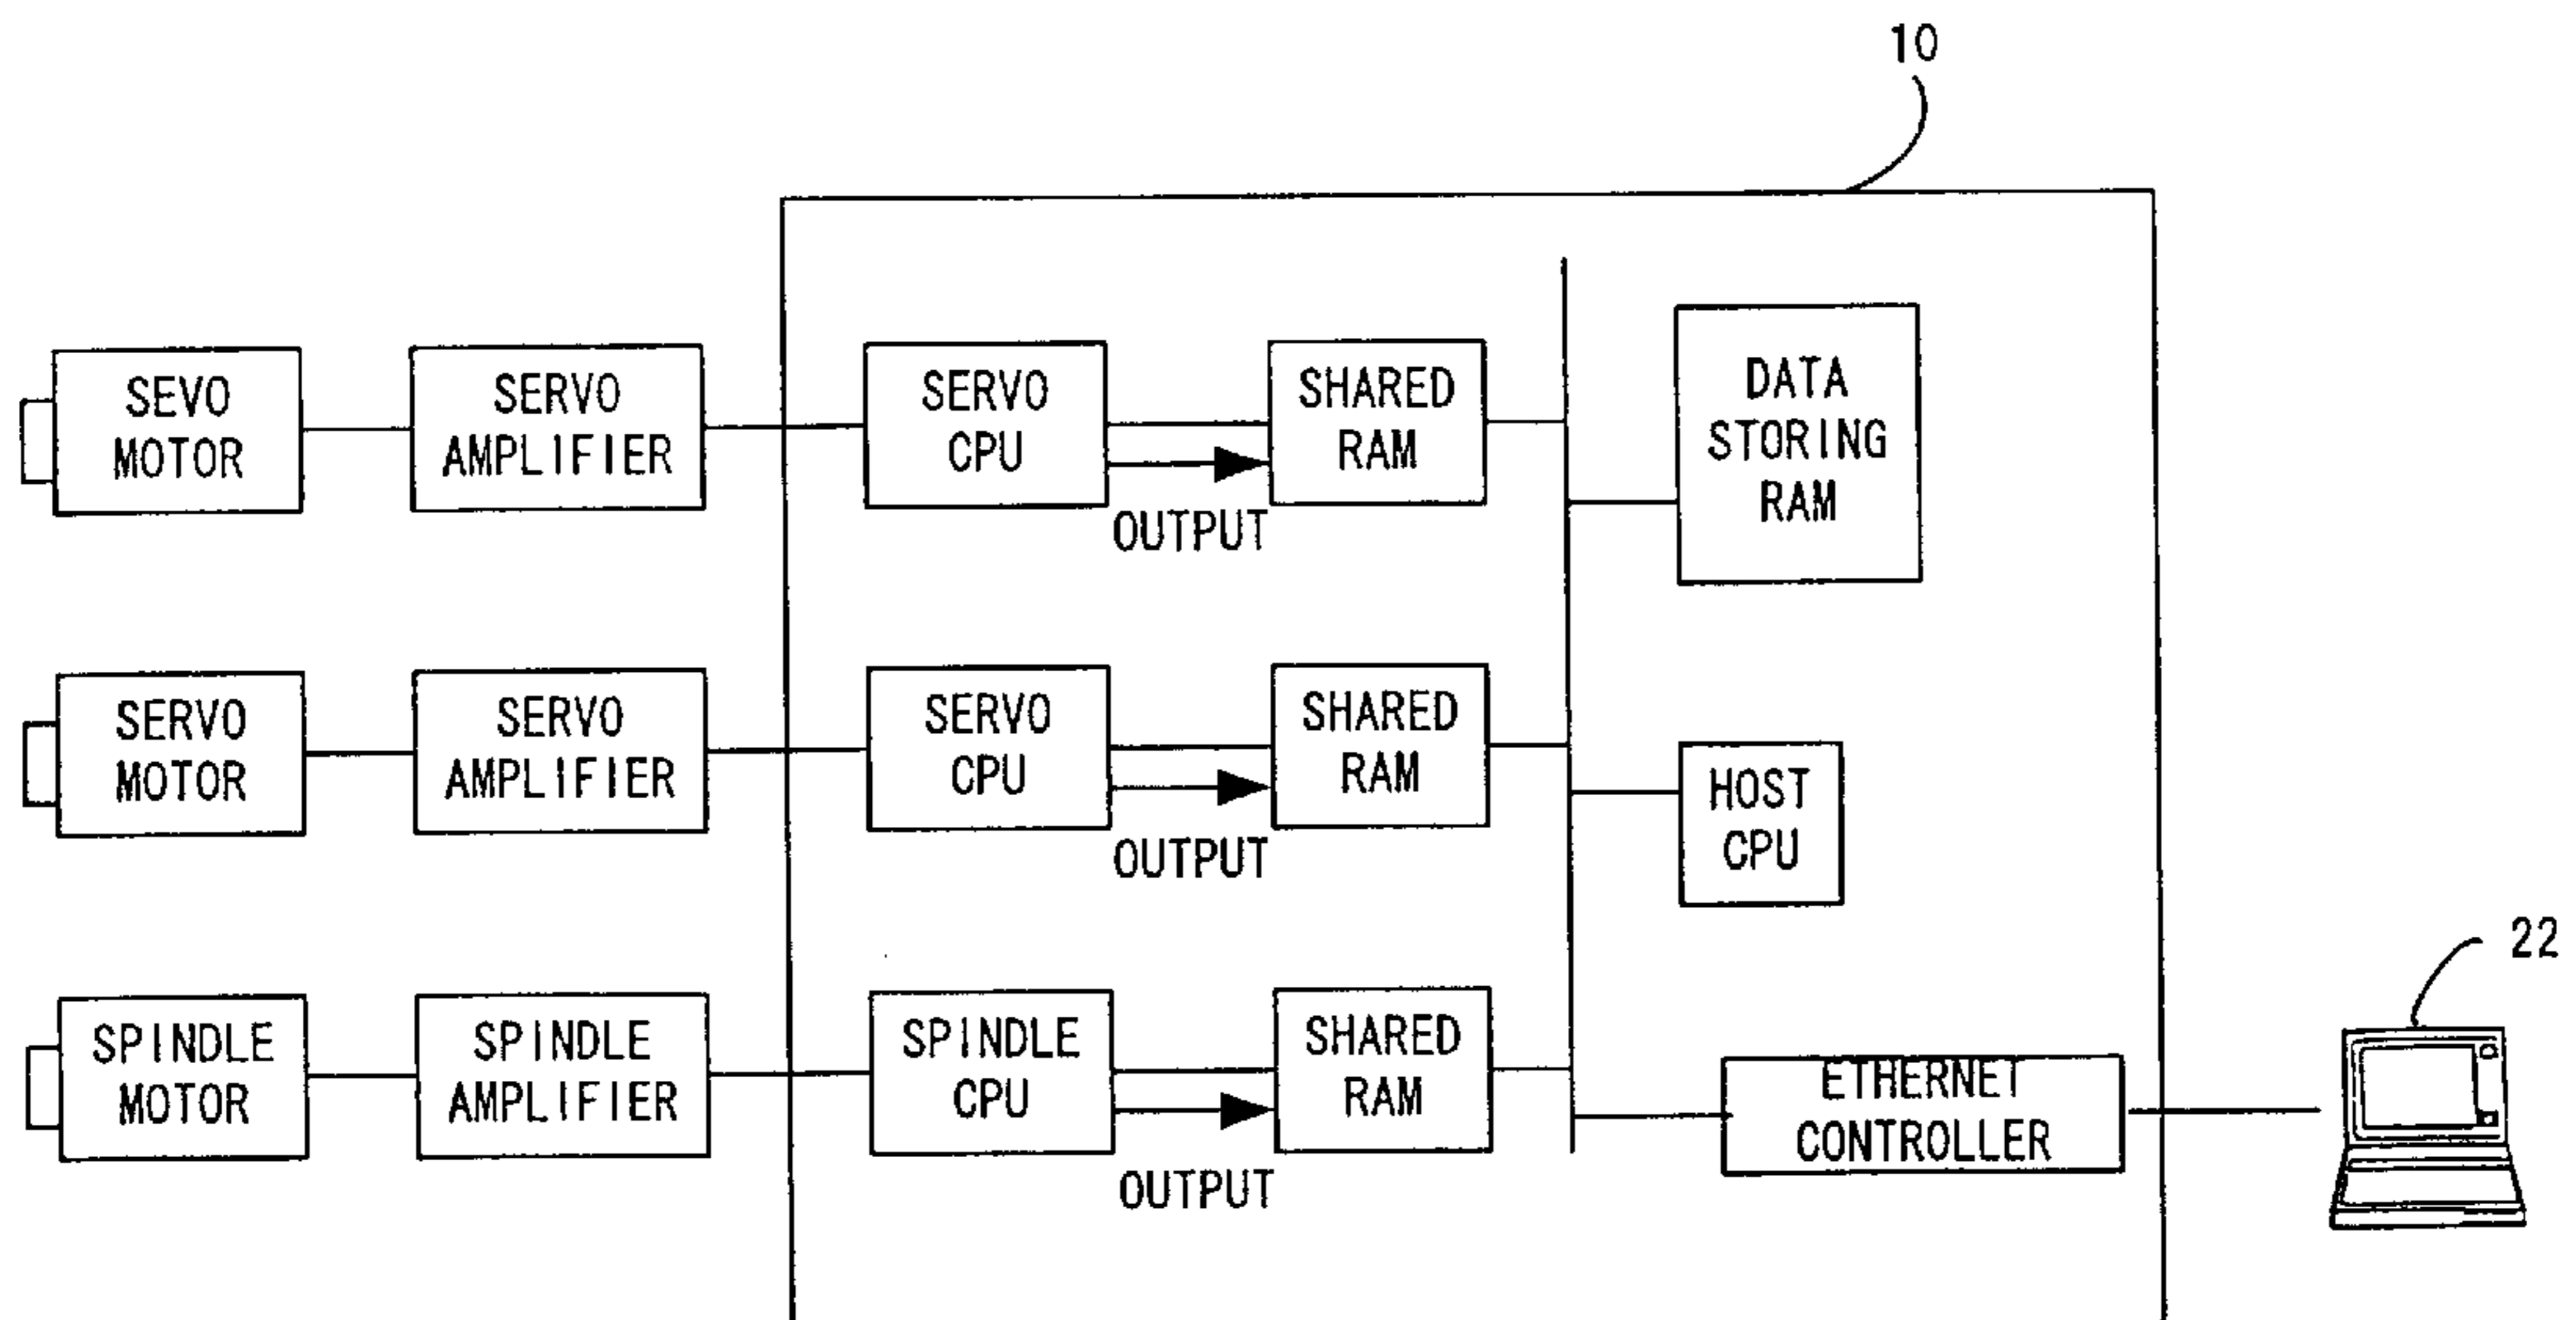 10
SEVO
MOTOR
SERVO
AMPLIFIER
SERVO
CPU
OUTPUT
SHARED
RAM
DATA
STORING
RAM
SERVO
MOTOR
SERVO
AMPLIFIER
SERVO
CPU
OUTPUT
SHARED
RAM
HOST
CPU
22
SPINDLE
MOTOR
SPINDLE
AMPLIFIER
SPINDLE
CPU
OUTPUT
SHARED
RAM
ETHERNET
CONTROLLER